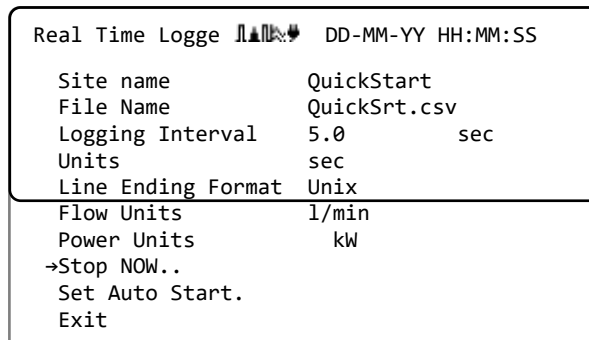 Real Time Logge DD-MM-YY HH:MM:SS
Site name QuickStart
File Name QuickSrt.csv
Logging Interval 5.0 sec
Units sec
Line Ending Format Unix
Flow Units l/min
Power Units kW
→Stop NOW..
Set Auto Start.
Exit